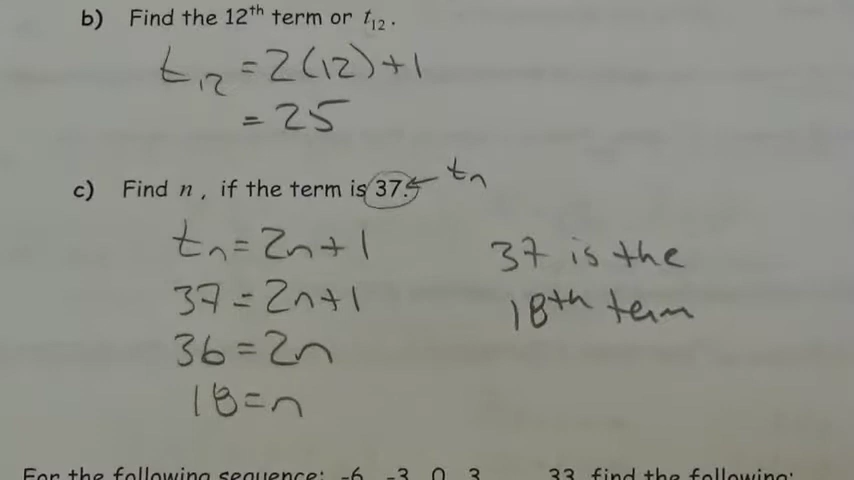 b) Find the 12th term or t12.
t12 = 2(12)+1
= 25
c) Find n, if the term is 37. ← tn
tn = 2n+1
37 = 2n+1
36 = 2n
18 = n
37 is the
18th term
For the following sequence: -6, -3, 0, 3, 33 find the following: